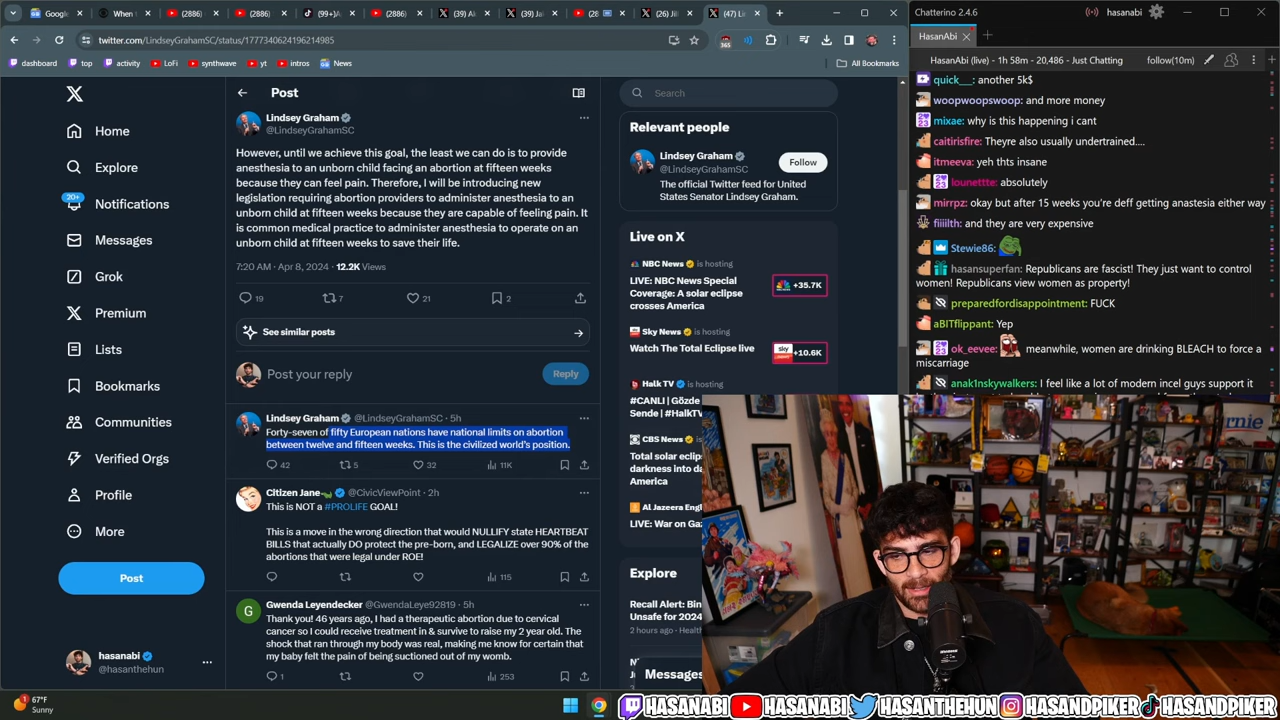 Google
When t
(2886)
(2886)
(99+)
(2886)
(39) Al
(39) Ja
(28
(26) Jil
(47) Li
twitter.com/LindseyGrahamSC/status/1777340624196214985
365
dashboard
top
activity
LoFi
synthwave
yt
intros
News
All Bookmarks
Home
Explore
20+
Notifications
Messages
Grok
Premium
Lists
Bookmarks
Communities
Verified Orgs
Profile
More
Post
hasanabi
@hasanthehun
Post
Lindsey Graham
@LindseyGrahamSC
However, until we achieve this goal, the least we can do is to provide
anesthesia to an unborn child facing an abortion at fifteen weeks
because they can feel pain. Therefore, I will be introducing new
legislation requiring abortion providers to administer anesthesia to an
unborn child at fifteen weeks because they are capable of feeling pain. It
is common medical practice to administer anesthesia to operate on an
unborn child at fifteen weeks to save their life.
7:20 AM · Apr 8, 2024 · 12.2K Views
19
7
21
2
See similar posts
Post your reply
Reply
Lindsey Graham @LindseyGrahamSC · 5h
Forty-seven of fifty European nations have national limits on abortion
between twelve and fifteen weeks. This is the civilized world's position.
42
5
32
11K
Citizen Jane @CivicViewPoint · 2h
This is NOT a #PROLIFE GOAL!
This is a move in the wrong direction that would NULLIFY state HEARTBEAT
BILLS that actually DO protect the pre-born, and LEGALIZE over 90% of the
abortions that were legal under ROE!
115
G
Gwenda Leyendecker @GwendaLeye92819 · 5h
Thank you! 46 years ago, I had a therapeutic abortion due to cervical
cancer so I could receive treatment in & survive to raise my 2 year old. The
shock that ran through my body was real, making me know for certain that
my baby felt the pain of being suctioned out of my womb.
1
253
Search
Relevant people
Lindsey Graham
@LindseyGrahamSC
Follow
The official Twitter feed for United
States Senator Lindsey Graham.
Live on X
NBC News is hosting
LIVE: NBC News Special
Coverage: A solar eclipse
crosses America
+35.7K
Sky News is hosting
Watch The Total Eclipse live
+10.6K
Halk TV
#CANLI | Gözde
Sende | #HalkTV
CBS News
Total solar eclip
darkness into da
America
Al Jazeera Eng
LIVE: War on Ga
Explore
Recall Alert: Bin
Unsafe for 2024
2 hours ago · Health
Messages
Chatterino 2.4.6
hasanabi
HasanAbi
HasanAbi (live) - 1h 58m - 20,486 - Just Chatting
follow(10m)
quick___: another 5k$
woopwoopswoop: and more money
mixae: why is this happening i cant
caitirisfire: Theyre also usually undertrained....
itmeeva: yeh thts insane
lounettte: absolutely
mirrpz: okay but after 15 weeks you're deff getting anastesia either way
fiiiilth: and they are very expensive
Stewie86:
hasansuperfan: Republicans are fascist! They just want to control
women! Republicans view women as property!
preparedfordisappointment: FUCK
aBITflippant: Yep
ok_eevee: meanwhile, women are drinking BLEACH to force a
miscarriage
anak1nskywalkers: I feel like a lot of modern incel guys support it
67°F
Sunny
HASANABI
HASANABI
HASANTHEHUN
HASANDPIKER
HASANDPIKER